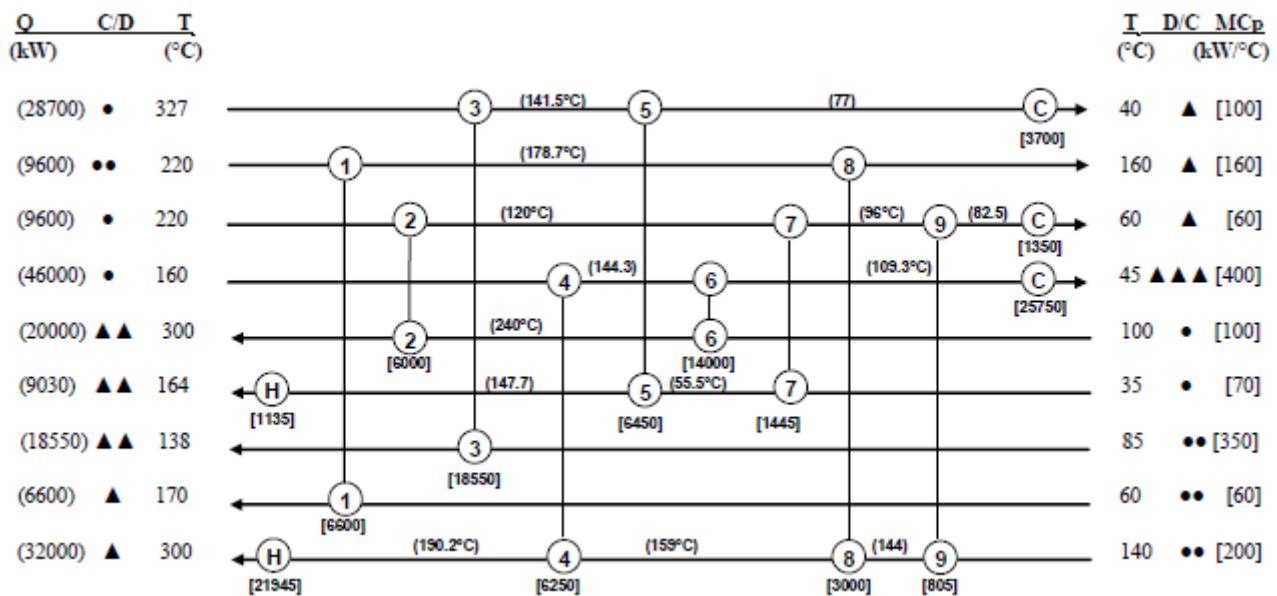 Q C/D T T D/C MCp
(kW) (°C) (°C) (kW/°C)
(28700) ● 327 3 (141.5°C) 5 (77) C 40 ▲ [100]
[3700]
(9600) ●● 220 1 (178.7°C) 8 160 ▲ [160]
(9600) ● 220 2 (120°C) 7 (96°C) 9 (82.5) C 60 ▲ [60]
[1350]
(46000) ● 160 4 (144.3) 6 (109.3°C) C 45 ▲▲▲ [400]
[25750]
(20000) ▲▲ 300 2 (240°C) 6 100 ● [100]
[6000] [14000]
(9030) ▲▲ 164 H (147.7) 5 (55.5°C) 7 35 ● [70]
[1135] [6450] [1445]
(18550) ▲▲ 138 3 85 ●● [350]
[18550]
(6600) ▲ 170 1 60 ●● [60]
[6600]
(32000) ▲ 300 H (190.2°C) 4 (159°C) 8 (144) 9 140 ●● [200]
[21945] [6250] [3000] [805]